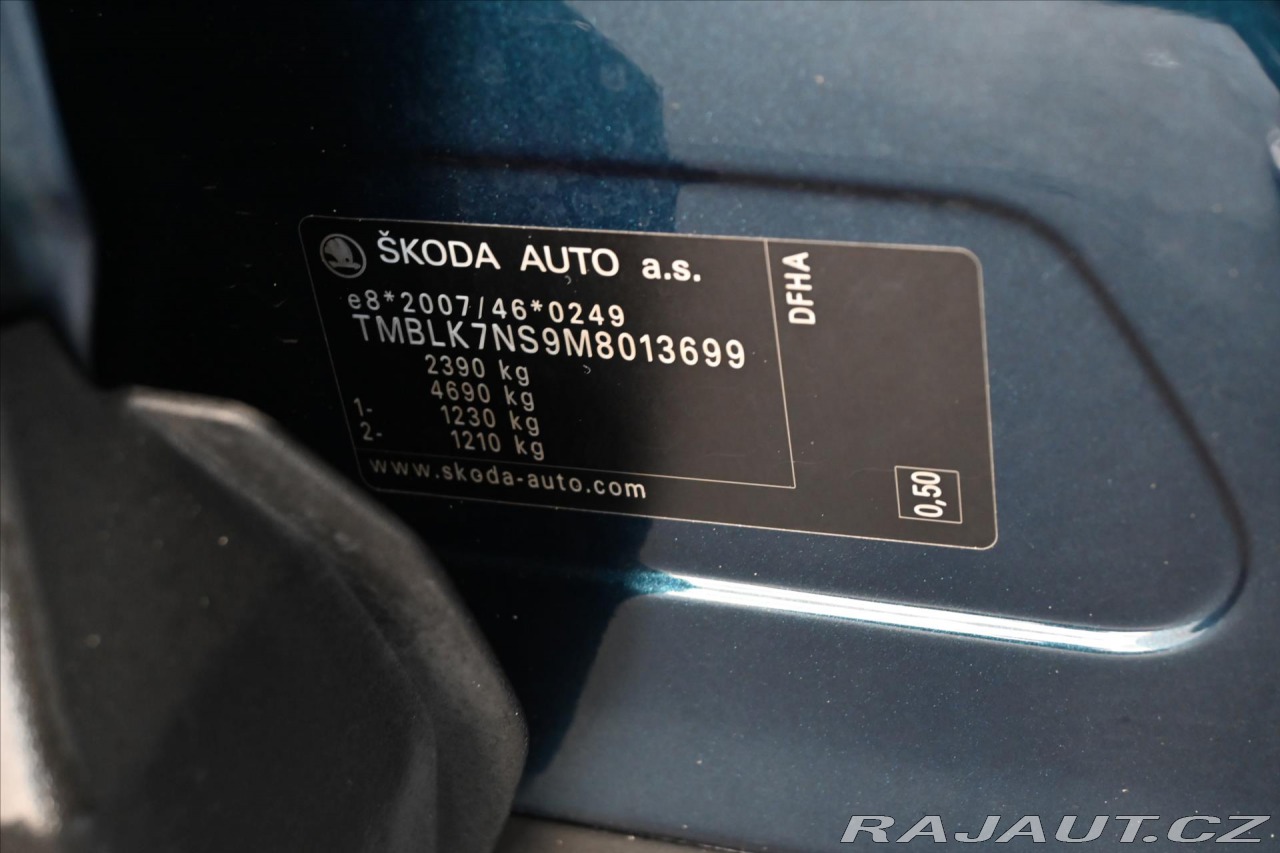 ŠKODA AUTO a.s.
e8*2007/46*0249
TMBLK7NS9M8013699
2390 kg
4690 kg
1- 1230 kg
2- 1210 kg
www.skoda-auto.com
DFHA
0,50
RAJAUT.CZ